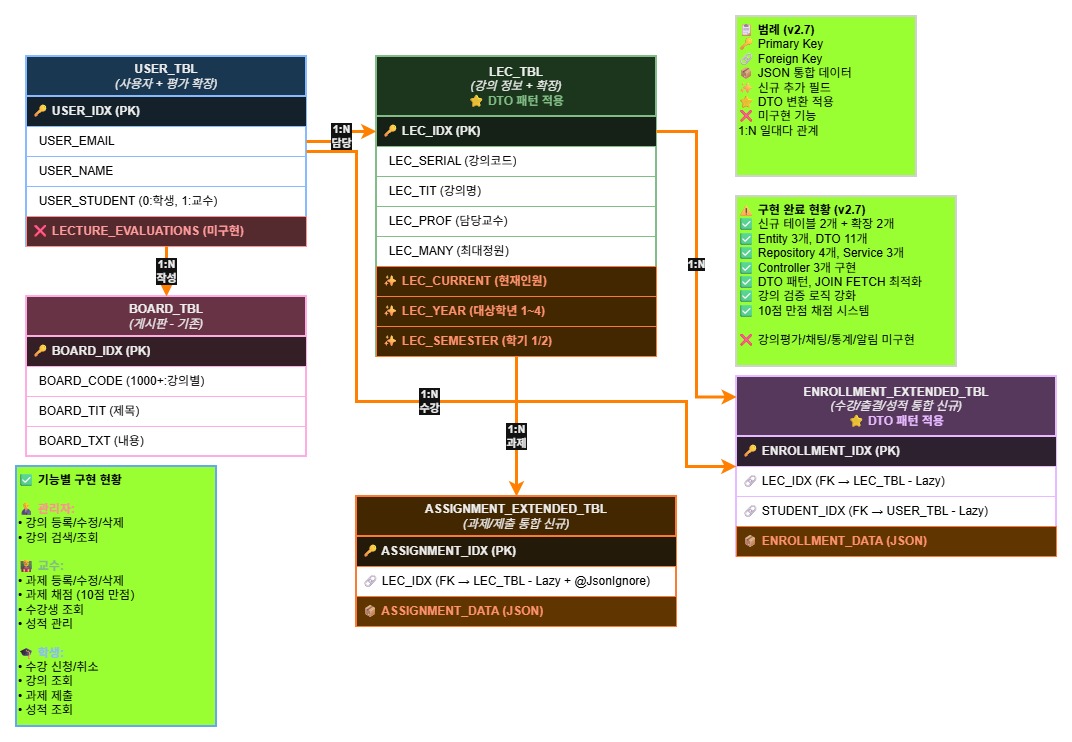 USER_TBL
(사용자 + 평가 확장)
🔑 USER_IDX (PK)
USER_EMAIL
USER_NAME
USER_STUDENT (0:학생, 1:교수)
❌ LECTURE_EVALUATIONS (미구현)
1:N
작성
BOARD_TBL
(게시판 - 기존)
🔑 BOARD_IDX (PK)
BOARD_CODE (1000+:강의별)
BOARD_TIT (제목)
BOARD_TXT (내용)
✅ 기능별 구현 현황
관리자:
• 강의 등록/수정/삭제
• 강의 검색/조회
교수:
• 과제 등록/수정/삭제
• 과제 채점 (10점 만점)
• 수강생 조회
• 성적 관리
🎓 학생:
• 수강 신청/취소
• 강의 조회
• 과제 제출
• 성적 조회
1:N
담당
LEC_TBL
(강의 정보 + 확장)
⭐ DTO 패턴 적용
🔑 LEC_IDX (PK)
LEC_SERIAL (강의코드)
LEC_TIT (강의명)
LEC_PROF (담당교수)
LEC_MANY (최대정원)
✨ LEC_CURRENT (현재인원)
✨ LEC_YEAR (대상학년 1~4)
✨ LEC_SEMESTER (학기 1/2)
1:N
수강
1:N
과제
1:N
ASSIGNMENT_EXTENDED_TBL
(과제/제출 통합 신규)
🔑 ASSIGNMENT_IDX (PK)
🔗 LEC_IDX (FK → LEC_TBL - Lazy + @JsonIgnore)
📦 ASSIGNMENT_DATA (JSON)
📋 범례 (v2.7)
🔑 Primary Key
🔗 Foreign Key
📦 JSON 통합 데이터
✨ 신규 추가 필드
⭐ DTO 변환 적용
❌ 미구현 기능
1:N 일대다 관계
⚠️ 구현 완료 현황 (v2.7)
✅ 신규 테이블 2개 + 확장 2개
✅ Entity 3개, DTO 11개
✅ Repository 4개, Service 3개
✅ Controller 3개 구현
✅ DTO 패턴, JOIN FETCH 최적화
✅ 강의 검증 로직 강화
✅ 10점 만점 채점 시스템
❌ 강의평가/채팅/통계/알림 미구현
ENROLLMENT_EXTENDED_TBL
(수강/출결/성적 통합 신규)
⭐ DTO 패턴 적용
🔑 ENROLLMENT_IDX (PK)
🔗 LEC_IDX (FK → LEC_TBL - Lazy)
🔗 STUDENT_IDX (FK → USER_TBL - Lazy)
📦 ENROLLMENT_DATA (JSON)